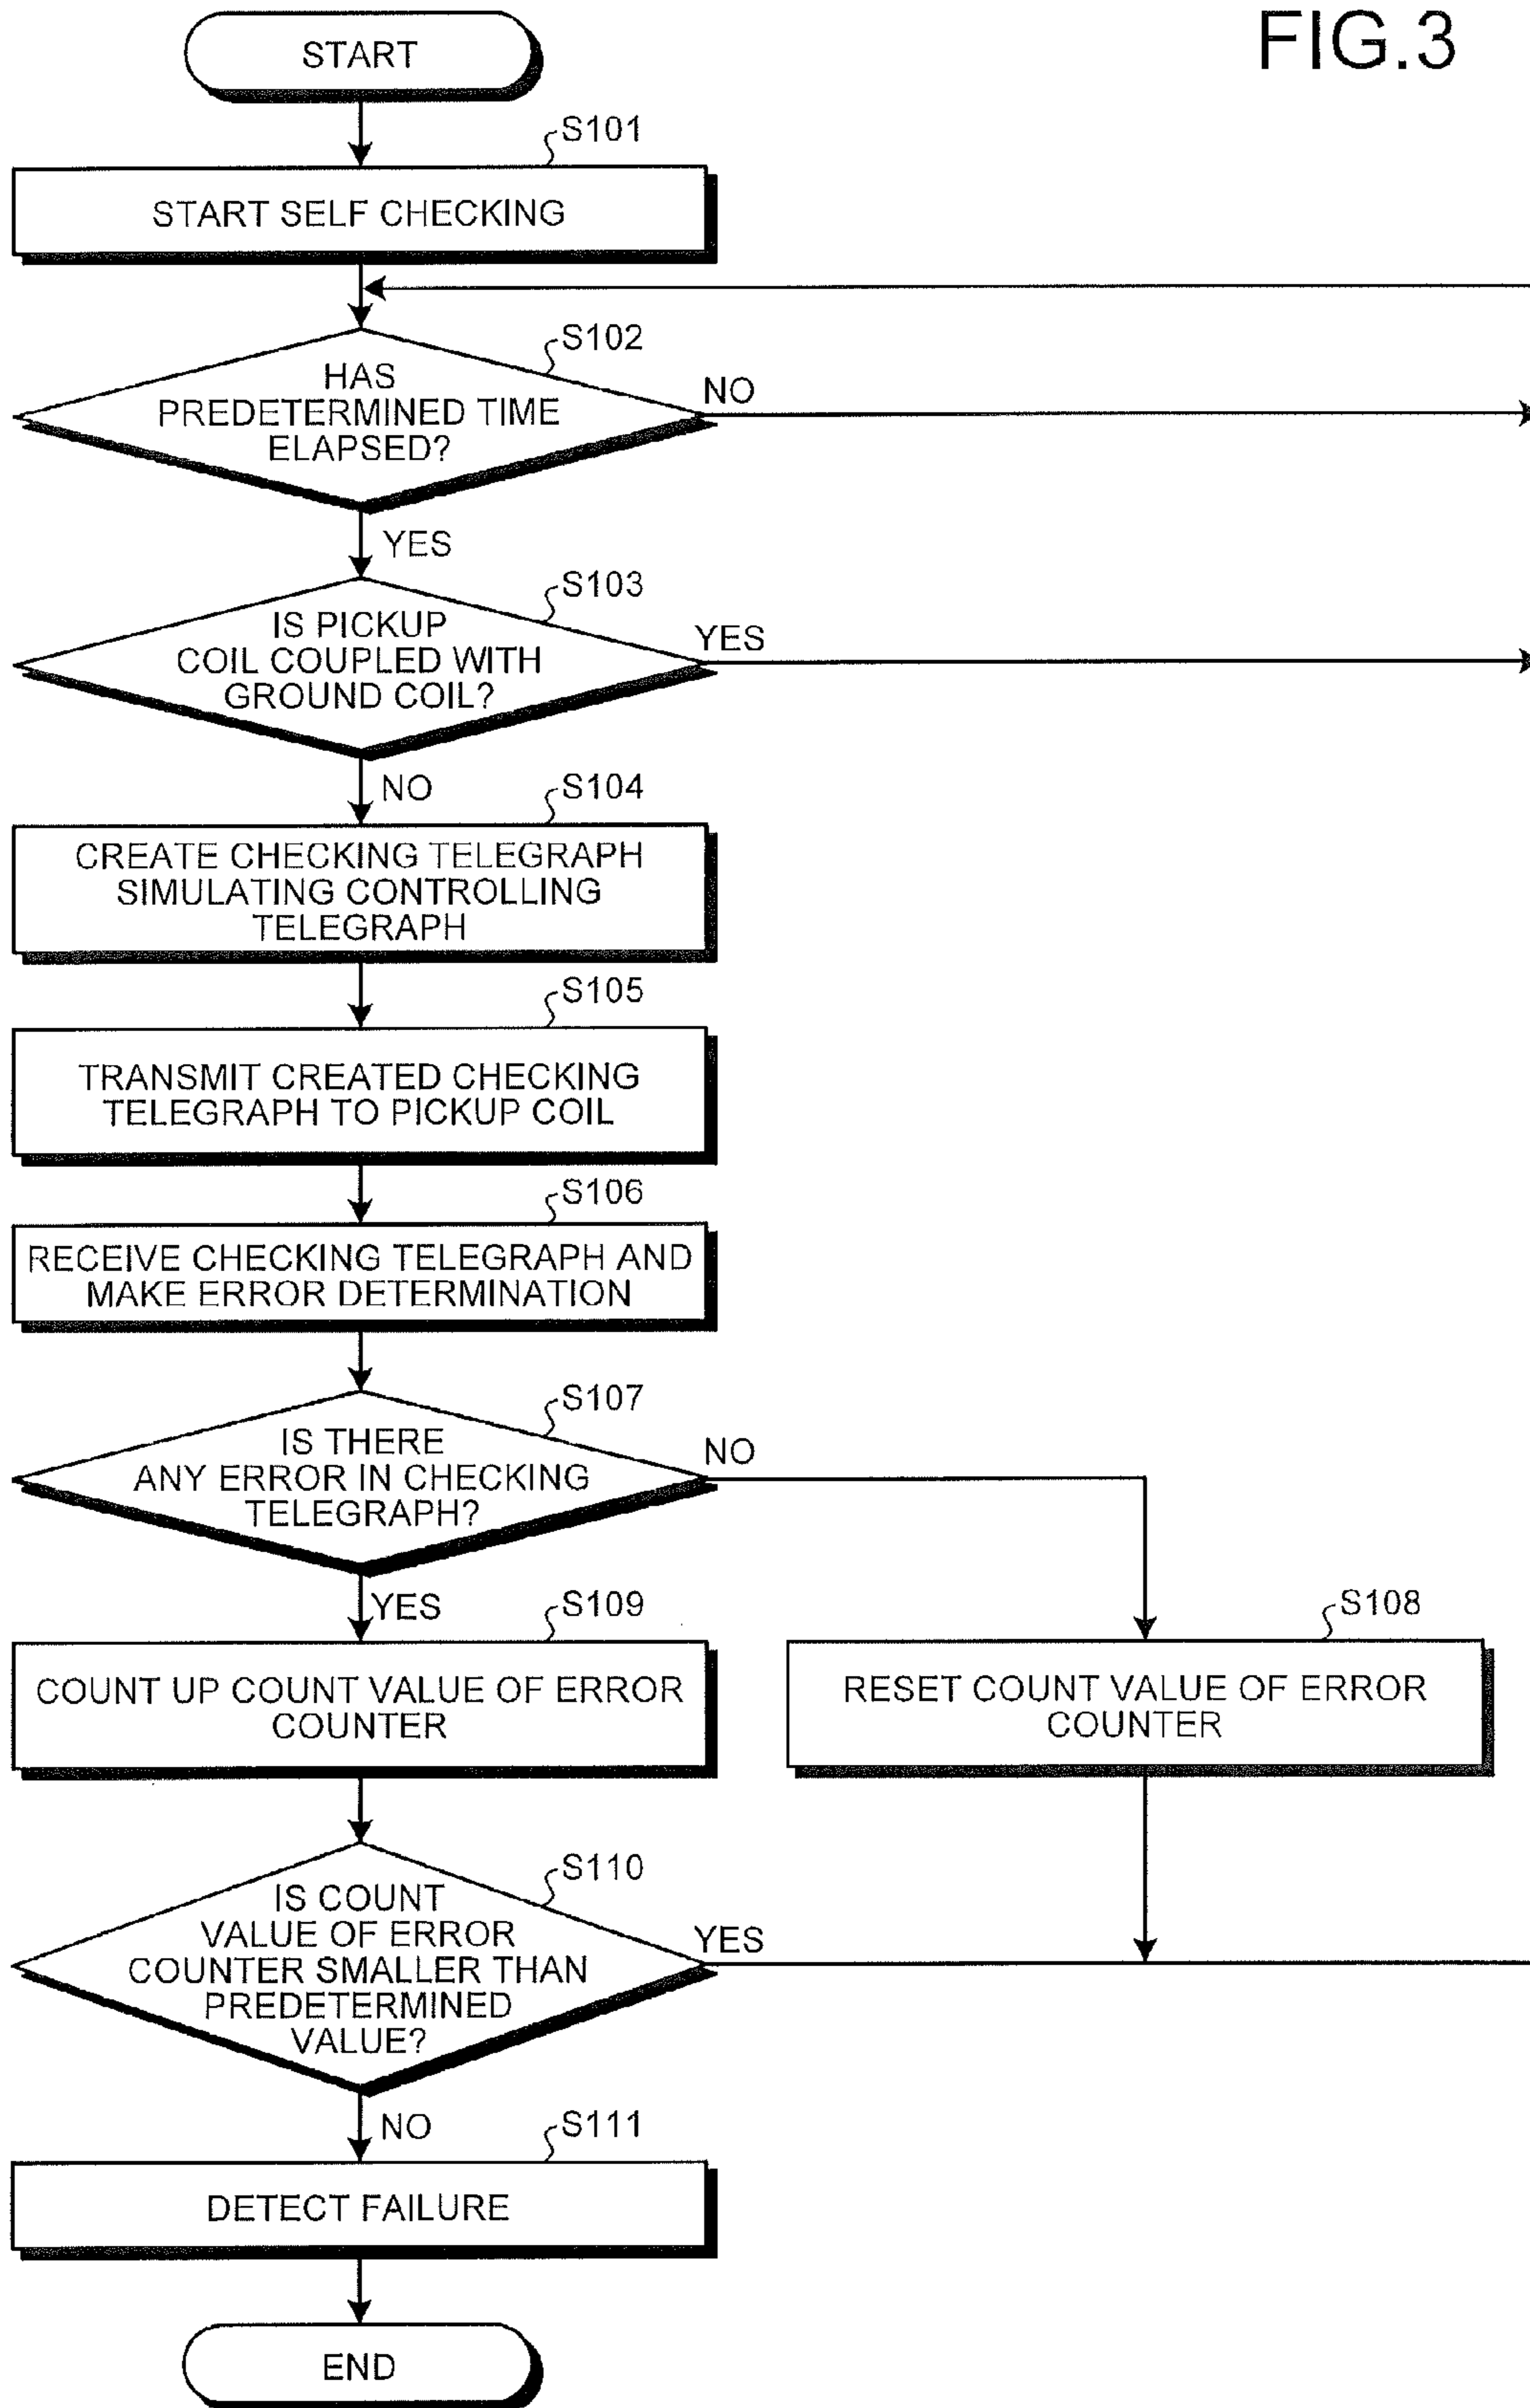 FIG.3
START
S101
START SELF CHECKING
S102
HAS
PREDETERMINED TIME
ELAPSED?
NO
YES
S103
IS PICKUP
COIL COUPLED WITH
GROUND COIL?
YES
NO
S104
CREATE CHECKING TELEGRAPH
SIMULATING CONTROLLING
TELEGRAPH
S105
TRANSMIT CREATED CHECKING
TELEGRAPH TO PICKUP COIL
S106
RECEIVE CHECKING TELEGRAPH AND
MAKE ERROR DETERMINATION
S107
IS THERE
ANY ERROR IN CHECKING
TELEGRAPH?
NO
YES
S109
COUNT UP COUNT VALUE OF ERROR
COUNTER
S108
RESET COUNT VALUE OF ERROR
COUNTER
S110
IS COUNT
VALUE OF ERROR
COUNTER SMALLER THAN
PREDETERMINED
VALUE?
YES
NO
S111
DETECT FAILURE
END